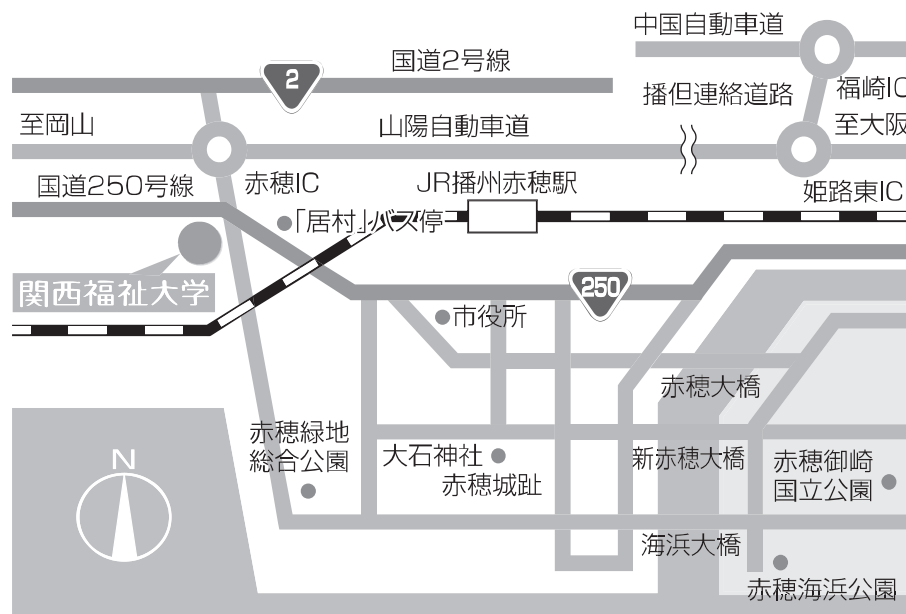 中国自動車道
国道2号線
2
播但連絡道路
福崎IC
至岡山
山陽自動車道
至大阪
国道250号線
赤穂IC
JR播州赤穂駅
姫路東IC
「居村」バス停
関西福祉大学
250
市役所
赤穂大橋
赤穂緑地
総合公園
大石神社
赤穂城趾
新赤穂大橋
赤穂御崎
国立公園
N
海浜大橋
赤穂海浜公園